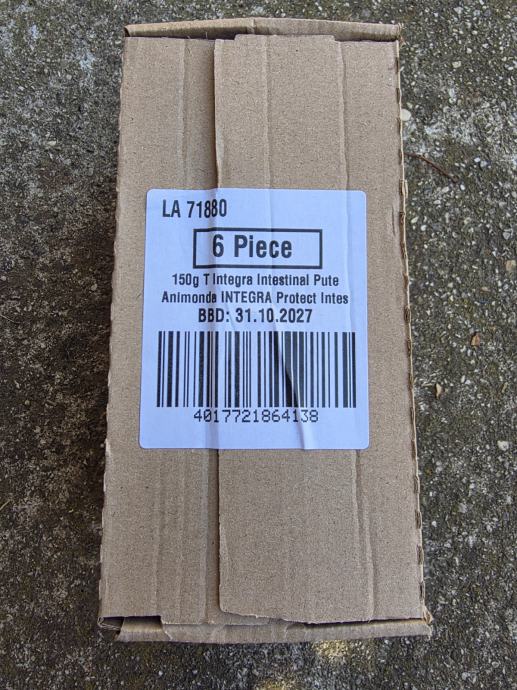 LA 71880
6 Piece
150g T Integra Intestinal Pute
Animonda INTEGRA Protect Intes
BBD: 31.10.2027
4017721864138